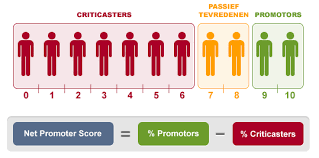 CRITICASTERS
PASSIEF
TEVREDENEN
PROMOTORS
0 1 2 3 4 5 6 7 8 9 10
Net Promoter Score = % Promotors − % Criticasters